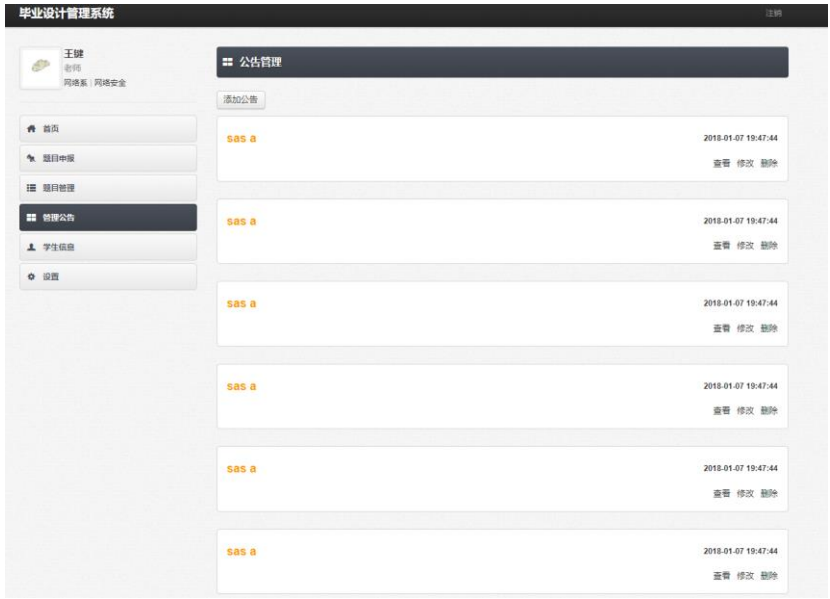 毕业设计管理系统
注销
王键
老师
网络系 | 网络安全
首页
题目申报
题目管理
管理公告
学生信息
设置
公告管理
添加公告
sas a
2018-01-07 19:47:44
查看 修改 删除
sas a
2018-01-07 19:47:44
查看 修改 删除
sas a
2018-01-07 19:47:44
查看 修改 删除
sas a
2018-01-07 19:47:44
查看 修改 删除
sas a
2018-01-07 19:47:44
查看 修改 删除
sas a
2018-01-07 19:47:44
查看 修改 删除